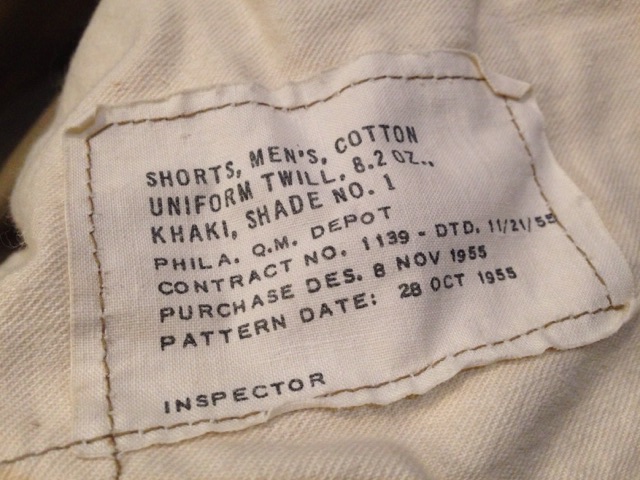 SHORTS, MEN'S, COTTON
UNIFORM TWILL, 8.2 OZ.,
KHAKI, SHADE NO. 1
PHILA. Q.M. DEPOT
CONTRACT NO. 1139 - DTD. 11/21/55
PURCHASE DES. 8 NOV 1955
PATTERN DATE: 28 OCT 1955
INSPECTOR